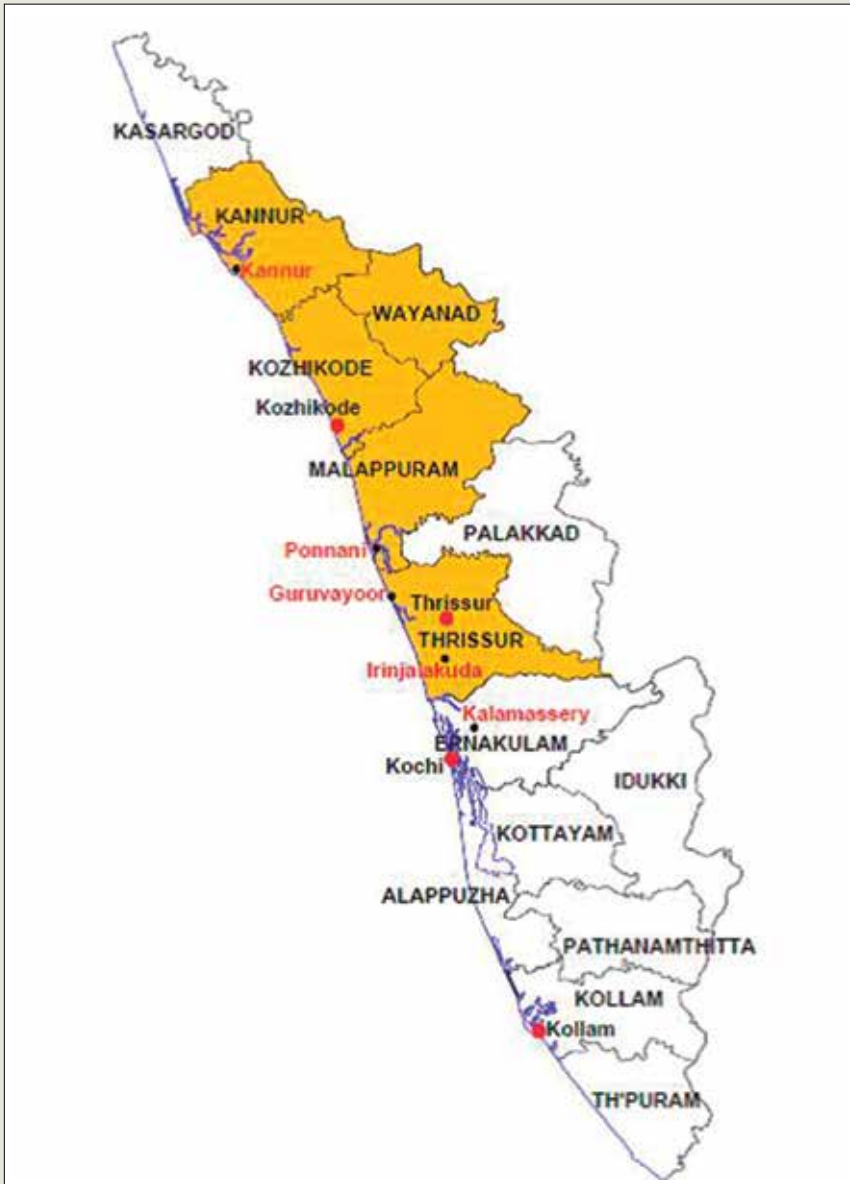 KASARGOD
KANNUR
Kannur
WAYANAD
KOZHIKODE
Kozhikode
MALAPPURAM
PALAKKAD
Ponnani
Guruvayoor
Thrissur
THRISSUR
Irinjalakuda
Kalamassery
ERNAKULAM
Kochi
IDUKKI
KOTTAYAM
ALAPPUZHA
PATHANAMTHITTA
KOLLAM
Kollam
TH'PURAM